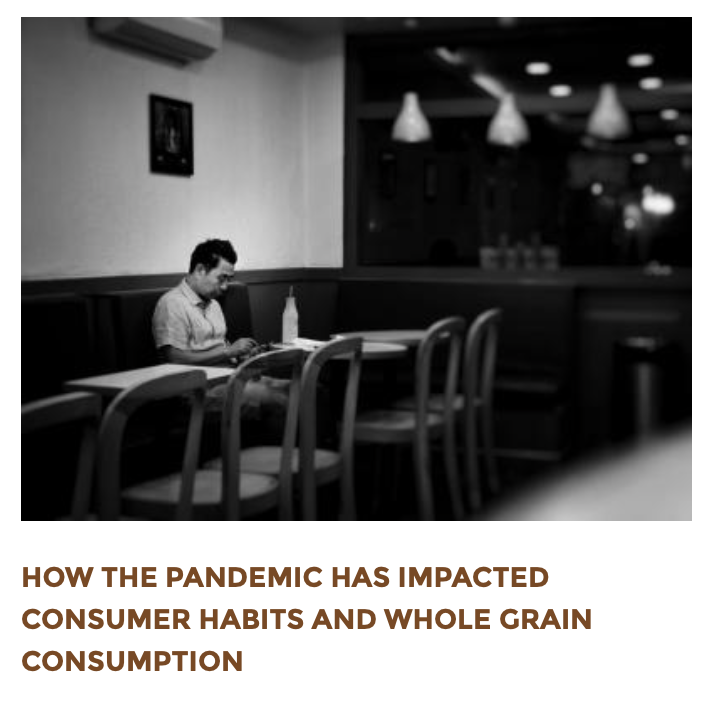 HOW THE PANDEMIC HAS IMPACTED
CONSUMER HABITS AND WHOLE GRAIN
CONSUMPTION